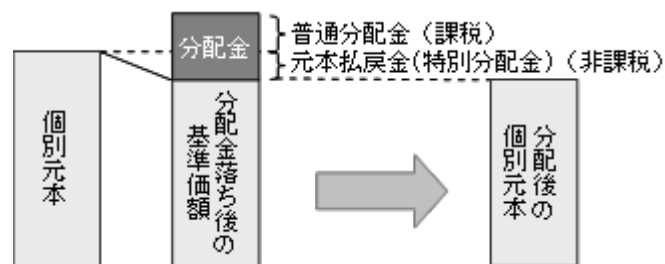 分配金
普通分配金（課税）
元本払戻金(特別分配金)（非課税）
個別元本
分配金落ち後の
基準価額
分配後の
個別元本